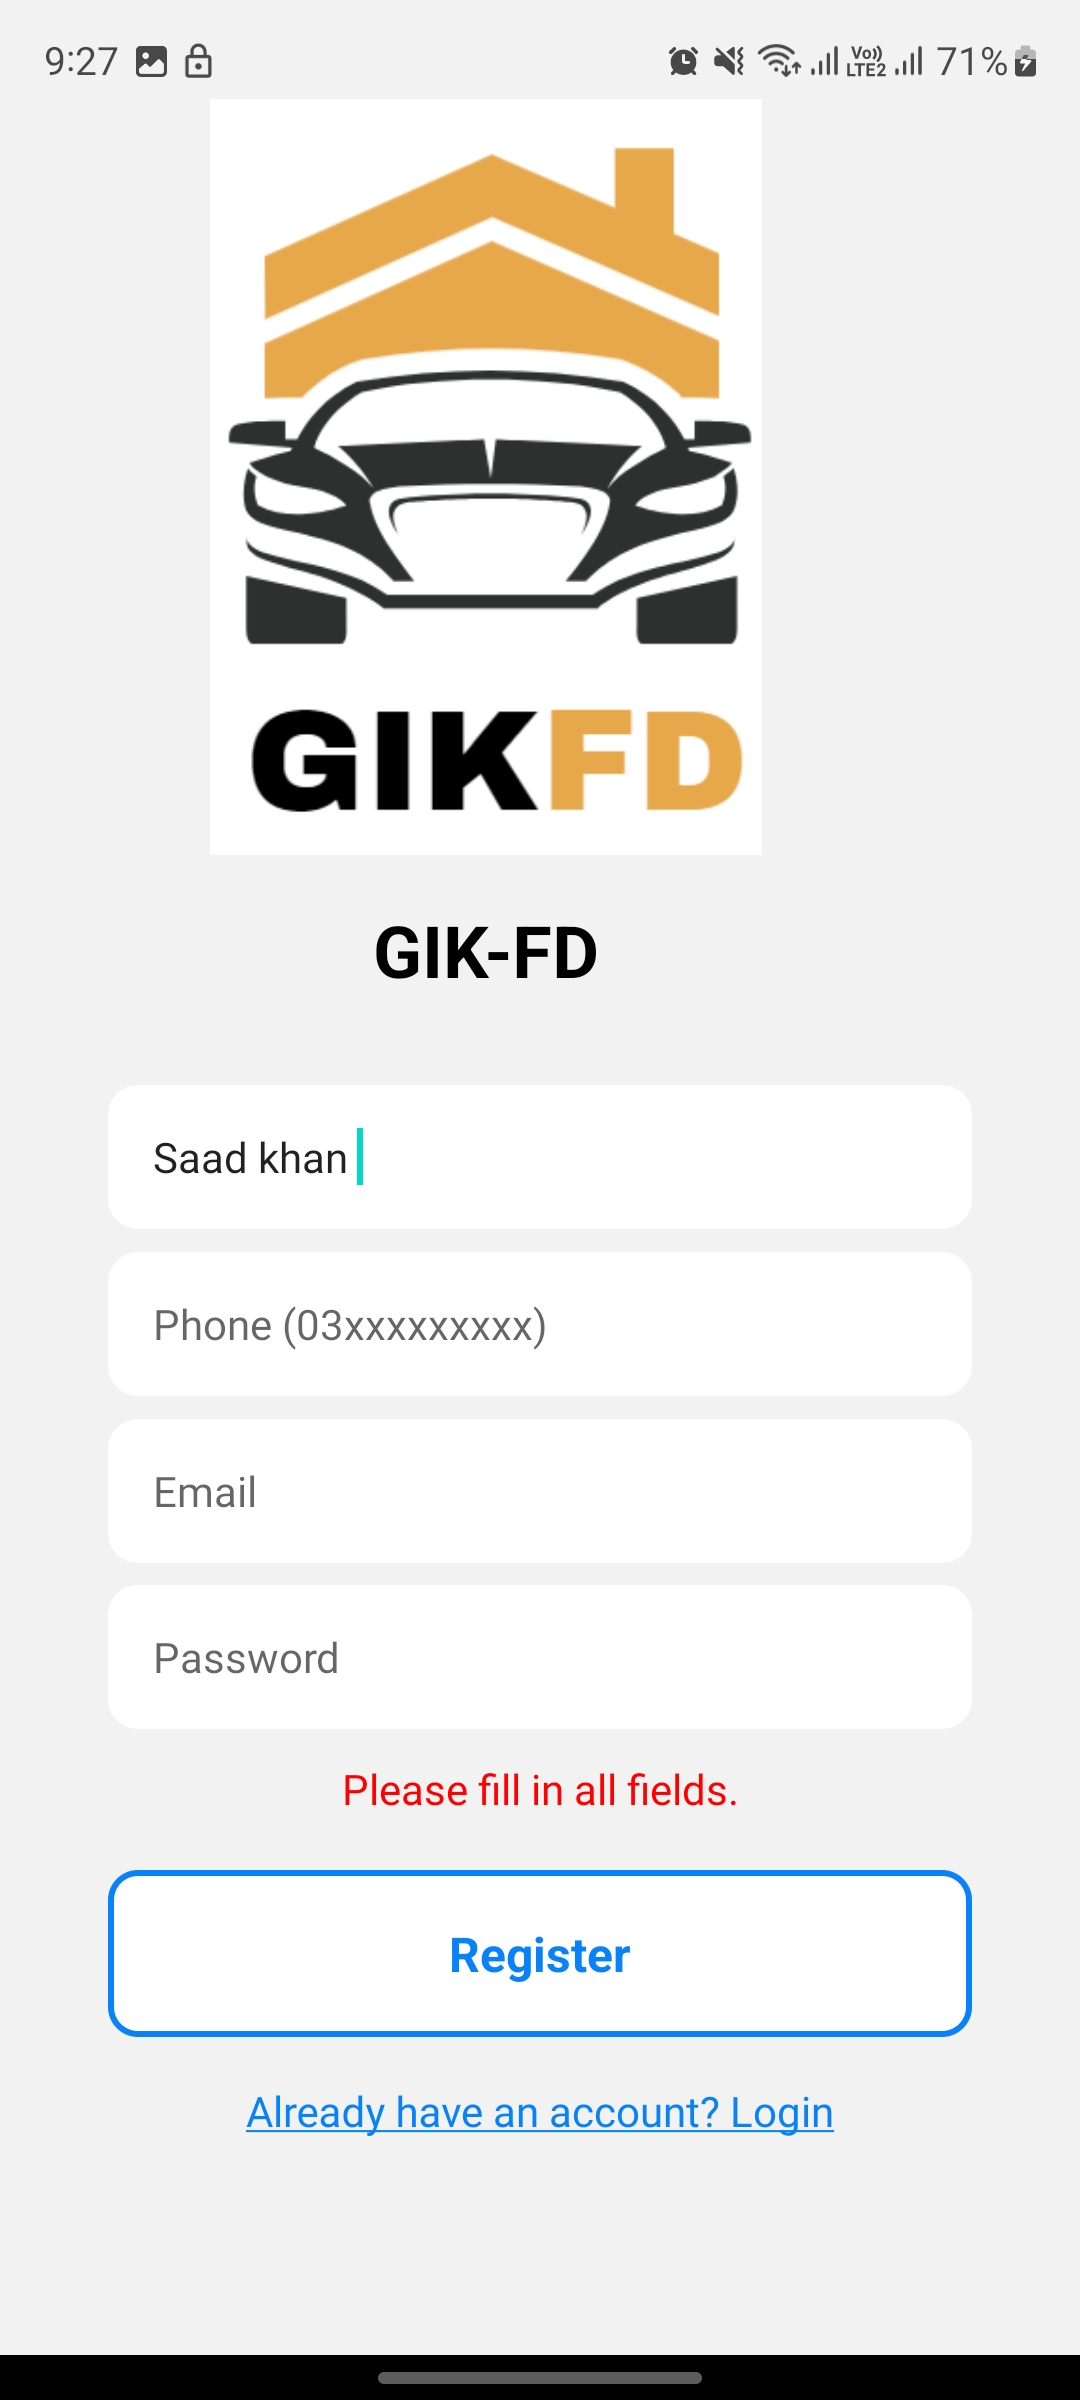 9:27 Vo)) LTE2 71%
GIKFD
GIK-FD
Saad khan
Phone (03xxxxxxxxx)
Email
Password
Please fill in all fields.
Register
Already have an account? Login